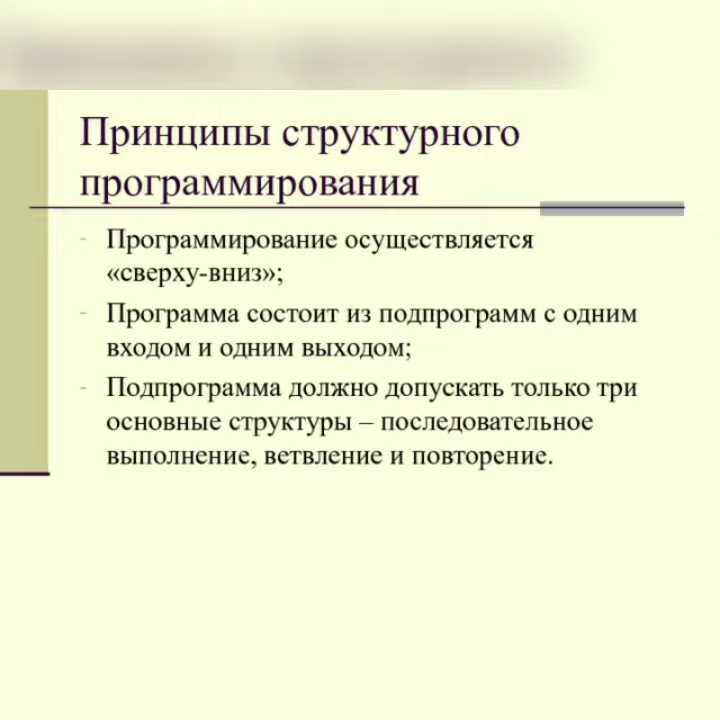 Принципы структурного
программирования
- Программирование осуществляется
«сверху-вниз»;
- Программа состоит из подпрограмм с одним
входом и одним выходом;
- Подпрограмма должно допускать только три
основные структуры – последовательное
выполнение, ветвление и повторение.